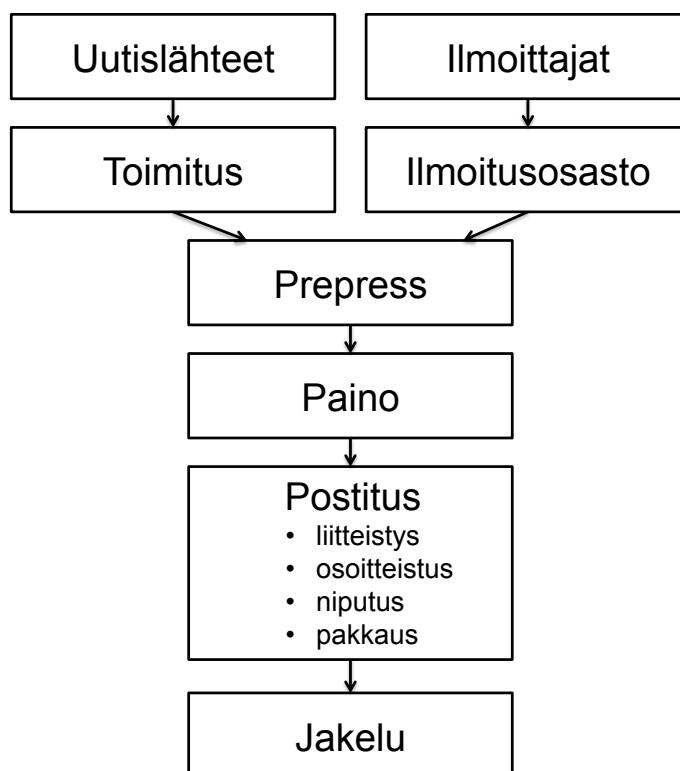 Uutislähteet
Ilmoittajat
Toimitus
Ilmoitusosasto
Prepress
Paino
Postitus
• liitteistys
• osoitteistus
• niputus
• pakkaus
Jakelu